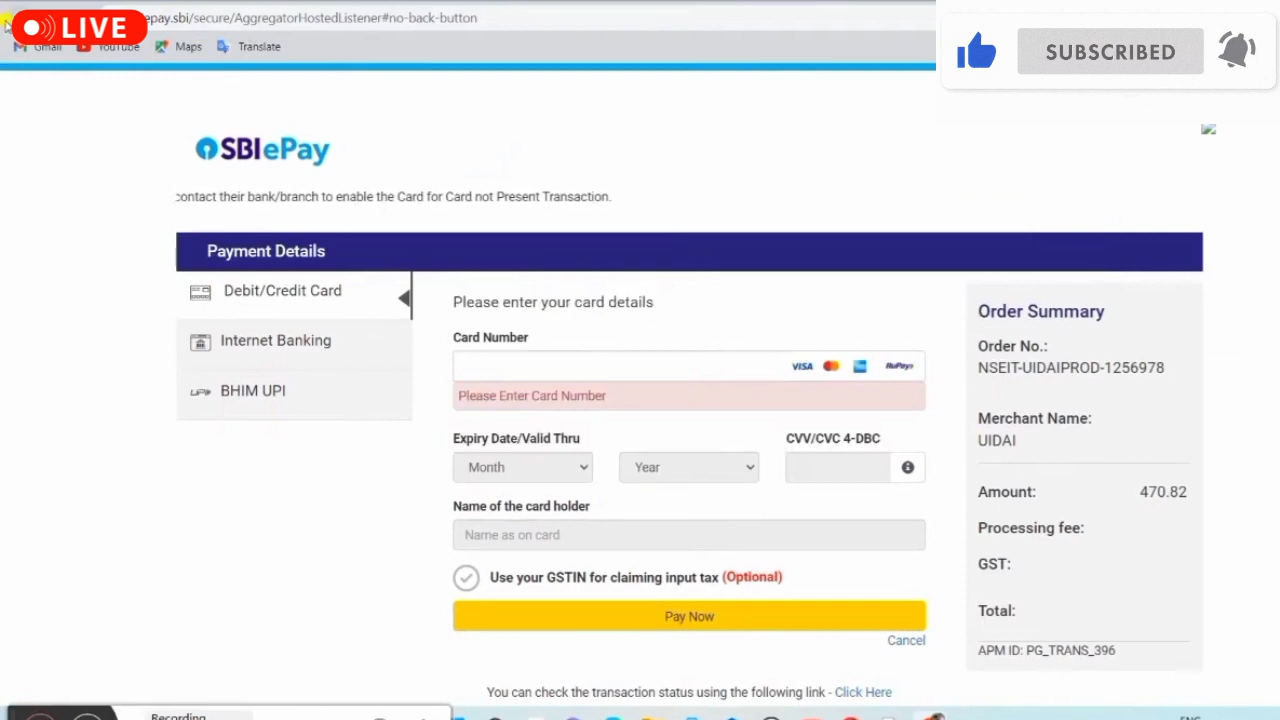 LIVE
epay.sbi/secure/AggregatorHostedListener#no-back-button
Gmail YouTube Maps Translate
SUBSCRIBED
SBIePay
contact their bank/branch to enable the Card for Card not Present Transaction.
Payment Details
Debit/Credit Card
Internet Banking
BHIM UPI
Please enter your card details
Card Number
VISA RuPay
Please Enter Card Number
Expiry Date/Valid Thru
CVV/CVC 4-DBC
Month
Year
Name of the card holder
Name as on card
Use your GSTIN for claiming input tax (Optional)
Pay Now
Cancel
You can check the transaction status using the following link - Click Here
Order Summary
Order No.:
NSEIT-UIDAIPROD-1256978
Merchant Name:
UIDAI
Amount: 470.82
Processing fee:
GST:
Total:
APM ID: PG_TRANS_396
Recording
ENG